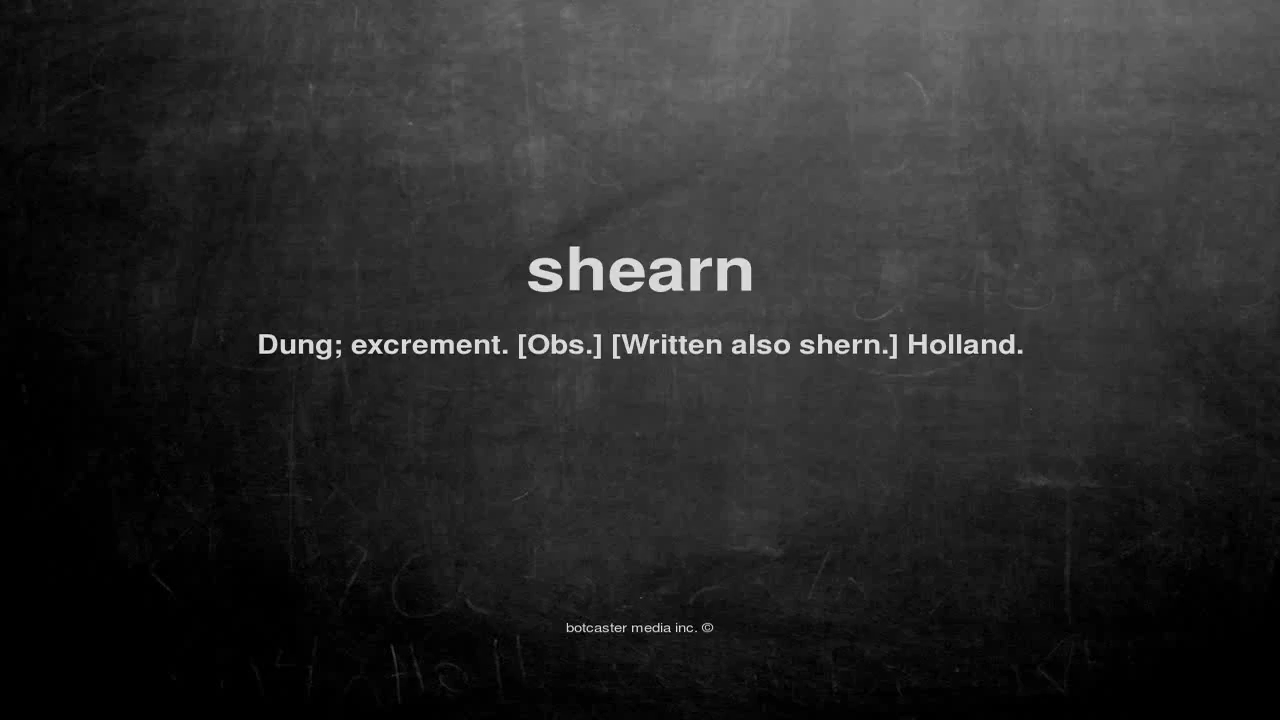 shearn
Dung; excrement. [Obs.] [Written also shern.] Holland.
botcaster media inc. ©